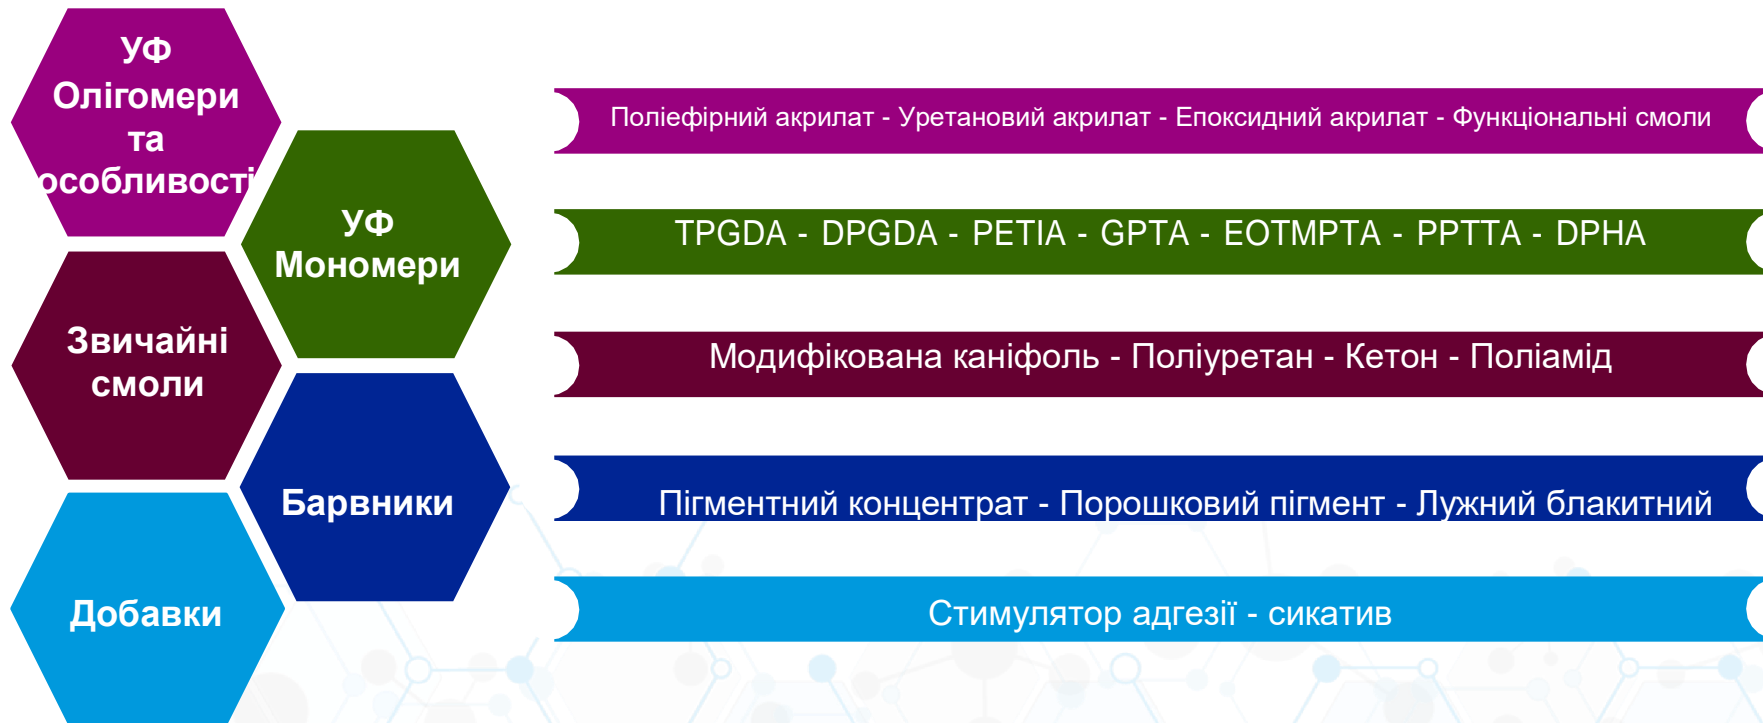 УФ
Олігомери
та
особливості
Поліефірний акрилат - Уретановий акрилат - Епоксидний акрилат - Функціональні смоли
УФ
Мономери
TPGDA - DPGDA - PETIA - GPTA - EOTMPTA - PPTTA - DPHA
Звичайні
смоли
Модифікована каніфоль - Поліуретан - Кетон - Поліамід
Барвники
Пігментний концентрат - Порошковий пігмент - Лужний блакитний
Добавки
Стимулятор адгезії - сикатив